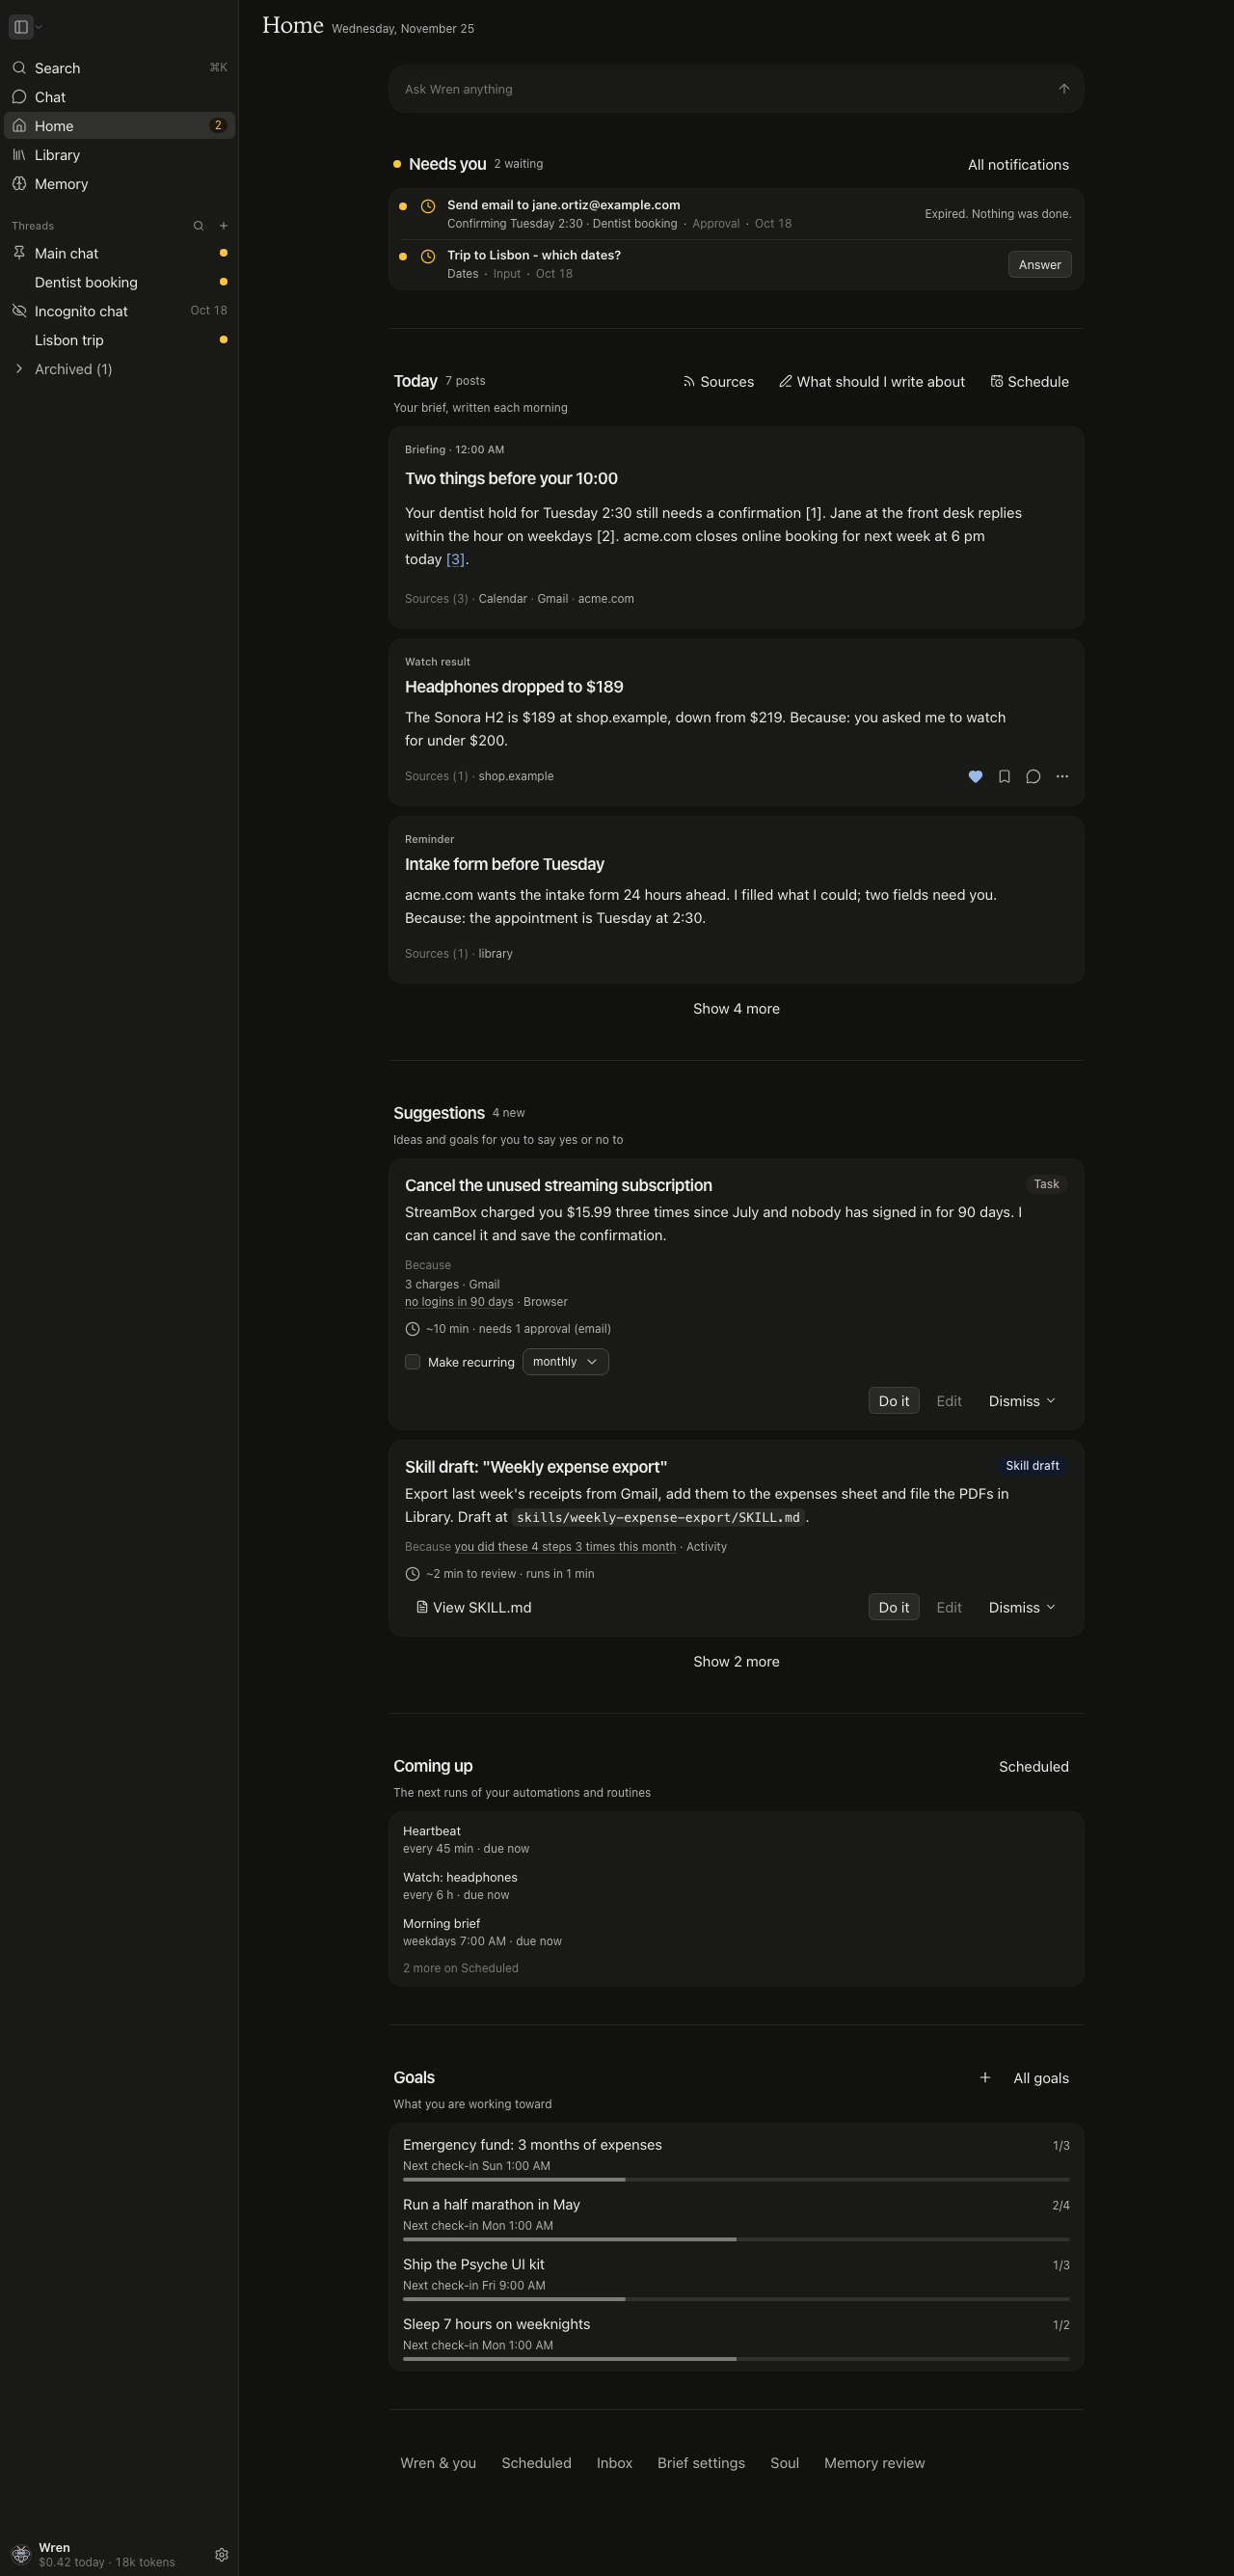 Search ⌘K
Chat
Home 2
Library
Memory
Threads
Main chat
Dentist booking
Incognito chat Oct 18
Lisbon trip
Archived (1)
Wren
$0.42 today · 18k tokens
Home Wednesday, November 25
Ask Wren anything
Needs you 2 waiting All notifications
Send email to jane.ortiz@example.com
Confirming Tuesday 2:30 · Dentist booking · Approval · Oct 18
Expired. Nothing was done.
Trip to Lisbon - which dates?
Dates · Input · Oct 18
Answer
Today 7 posts Sources What should I write about Schedule
Your brief, written each morning
Briefing · 12:00 AM
Two things before your 10:00
Your dentist hold for Tuesday 2:30 still needs a confirmation [1]. Jane at the front desk replies
within the hour on weekdays [2]. acme.com closes online booking for next week at 6 pm
today [3].
Sources (3) · Calendar · Gmail · acme.com
Watch result
Headphones dropped to $189
The Sonora H2 is $189 at shop.example, down from $219. Because: you asked me to watch
for under $200.
Sources (1) · shop.example
Reminder
Intake form before Tuesday
acme.com wants the intake form 24 hours ahead. I filled what I could; two fields need you.
Because: the appointment is Tuesday at 2:30.
Sources (1) · library
Show 4 more
Suggestions 4 new
Ideas and goals for you to say yes or no to
Cancel the unused streaming subscription Task
StreamBox charged you $15.99 three times since July and nobody has signed in for 90 days. I
can cancel it and save the confirmation.
Because
3 charges · Gmail
no logins in 90 days · Browser
~10 min · needs 1 approval (email)
Make recurring monthly
Do it Edit Dismiss
Skill draft: "Weekly expense export" Skill draft
Export last week's receipts from Gmail, add them to the expenses sheet and file the PDFs in
Library. Draft at skills/weekly-expense-export/SKILL.md.
Because you did these 4 steps 3 times this month · Activity
~2 min to review · runs in 1 min
View SKILL.md Do it Edit Dismiss
Show 2 more
Coming up Scheduled
The next runs of your automations and routines
Heartbeat
every 45 min · due now
Watch: headphones
every 6 h · due now
Morning brief
weekdays 7:00 AM · due now
2 more on Scheduled
Goals All goals
What you are working toward
Emergency fund: 3 months of expenses 1/3
Next check-in Sun 1:00 AM
Run a half marathon in May 2/4
Next check-in Mon 1:00 AM
Ship the Psyche UI kit 1/3
Next check-in Fri 9:00 AM
Sleep 7 hours on weeknights 1/2
Next check-in Mon 1:00 AM
Wren & you Scheduled Inbox Brief settings Soul Memory review